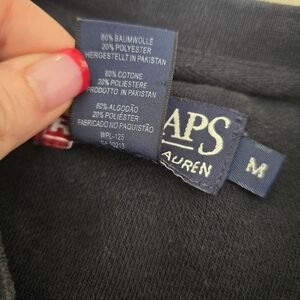 80% BAUMWOLLE
20% POLYESTER
HERGESTELLT IN PAKISTAN
80% COTONE
20% POLIESTERE
PRODOTTO IN PAKISTAN
80% ALGODÃO
20% POLIÉSTER
FABRICADO NO PAQUISTÃO
WPL-125
APS
AUREN
M